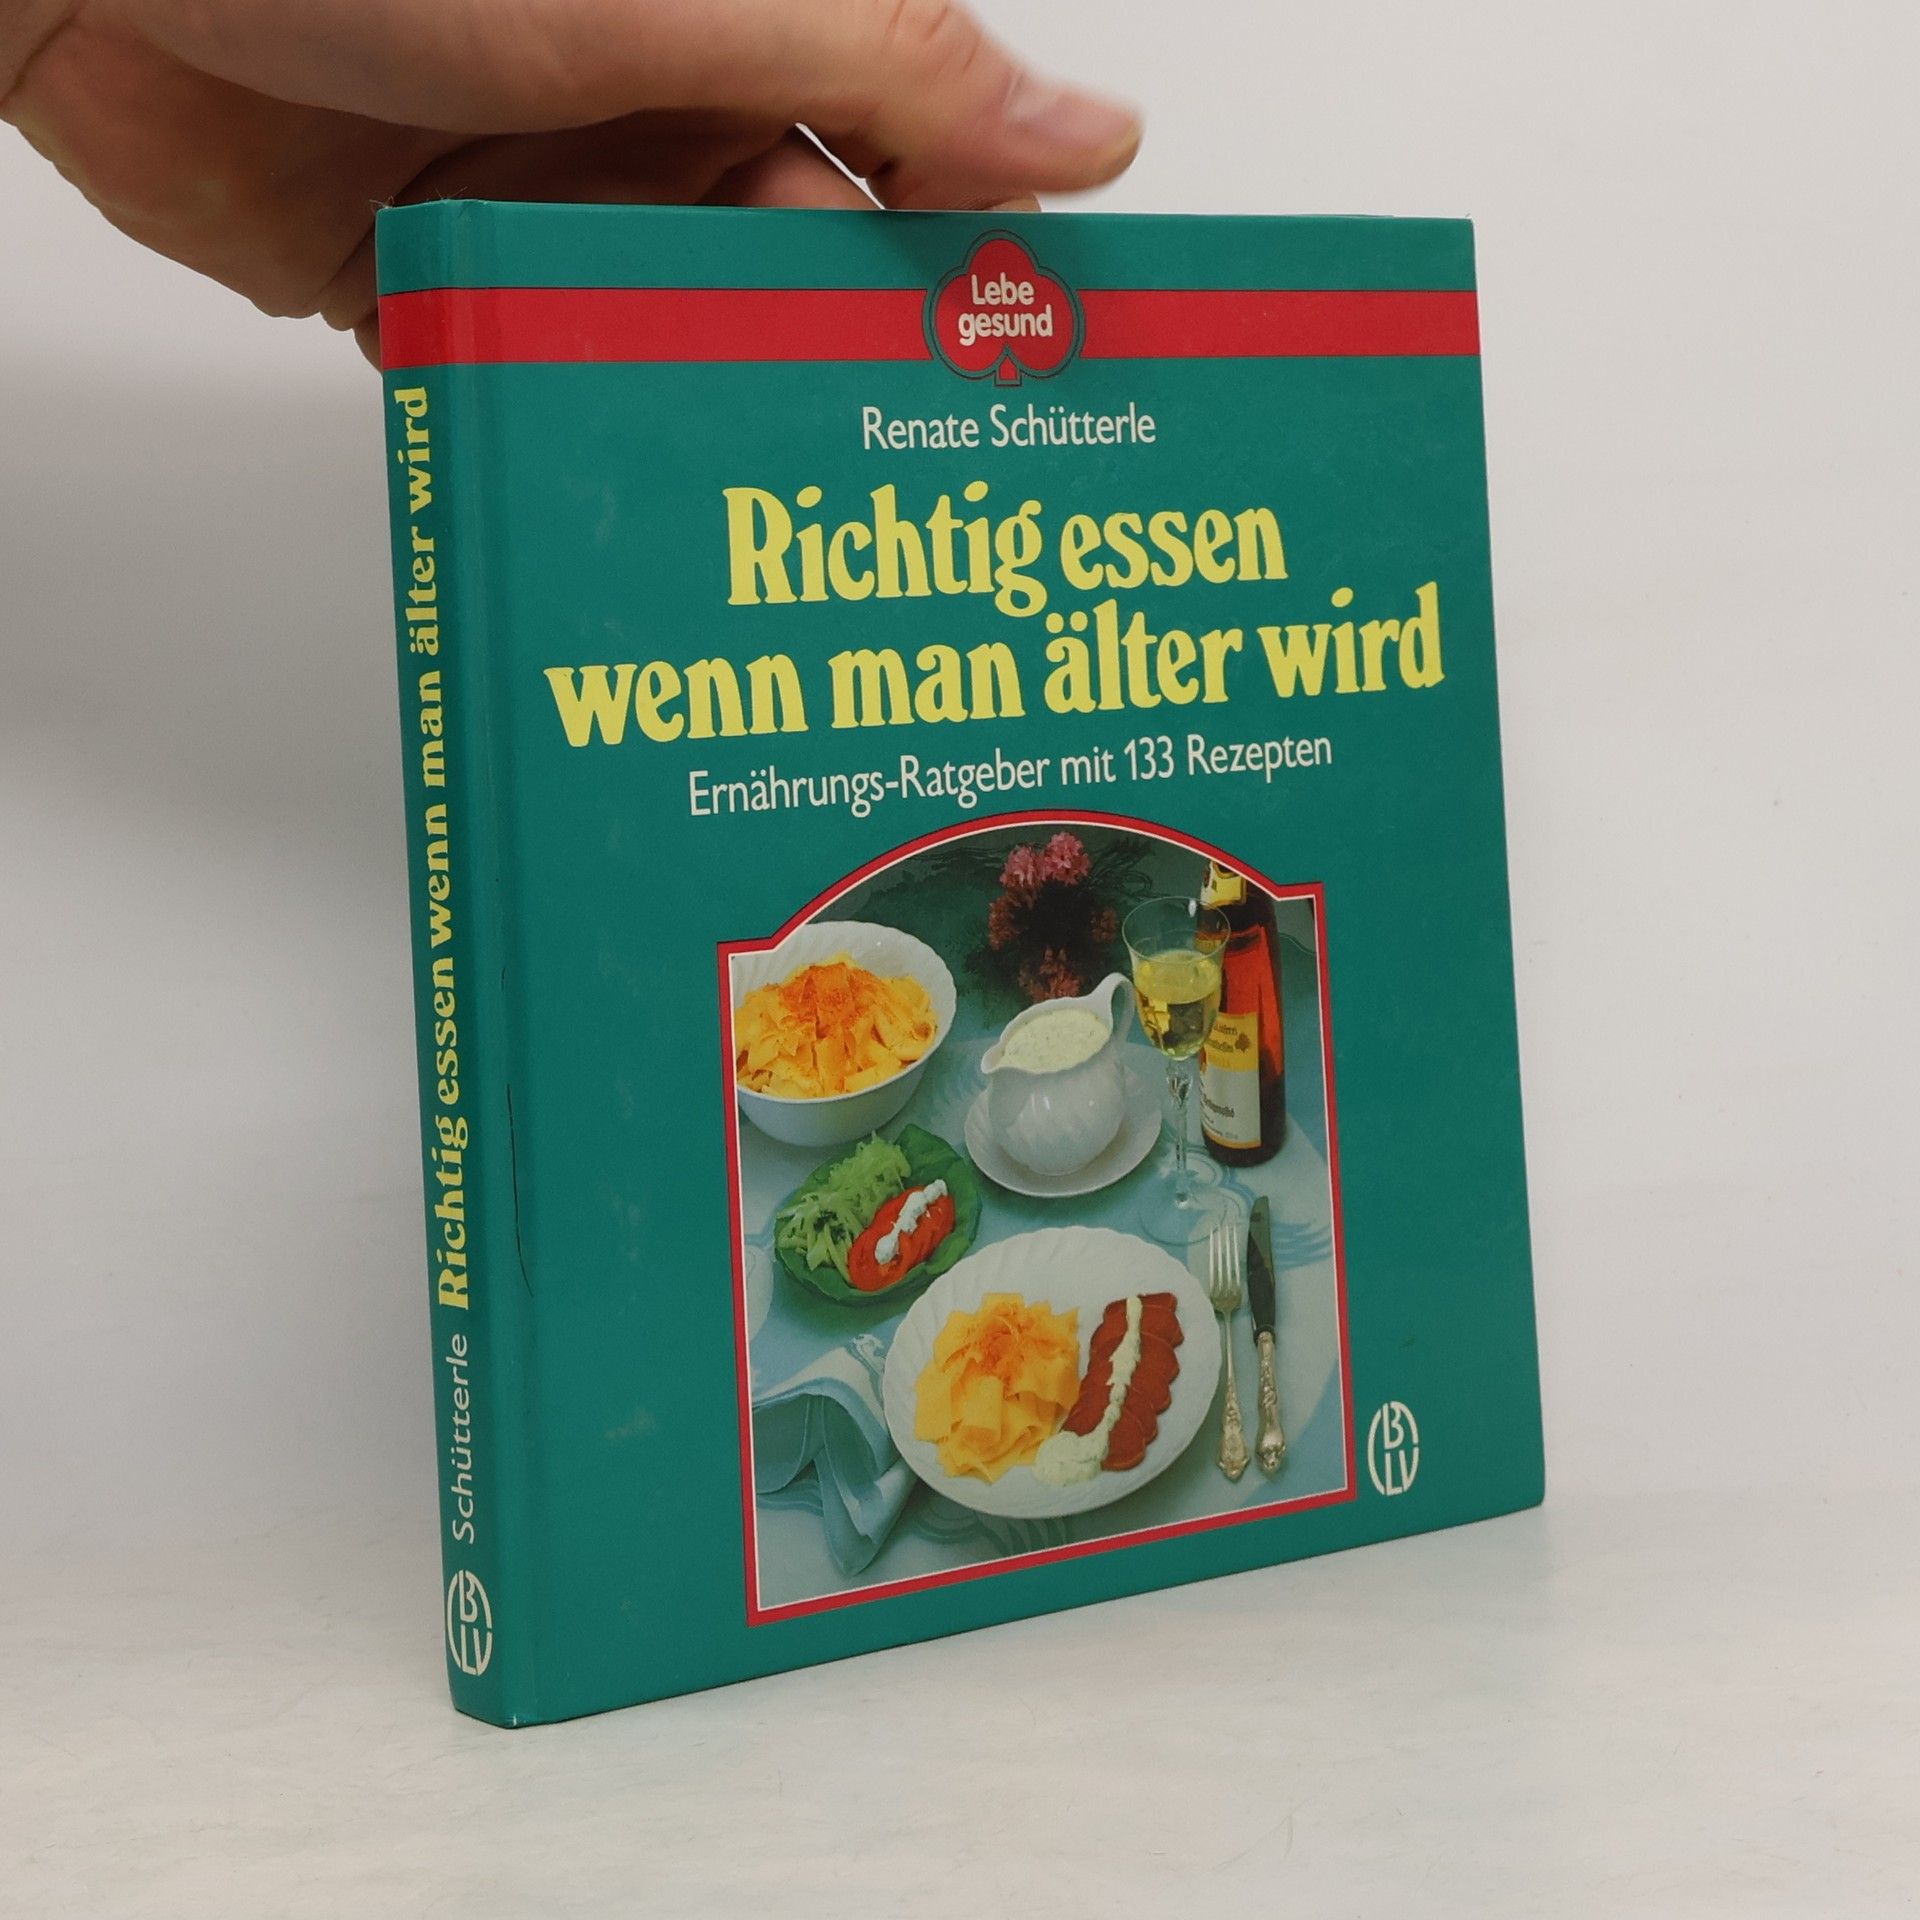 Lebe
gesund
Renate Schütterle
Richtig essen
wenn man älter wird
Ernährungs-Ratgeber mit 133 Rezepten
BLV
Schütterle Richtig essen wenn man älter wird
BLV